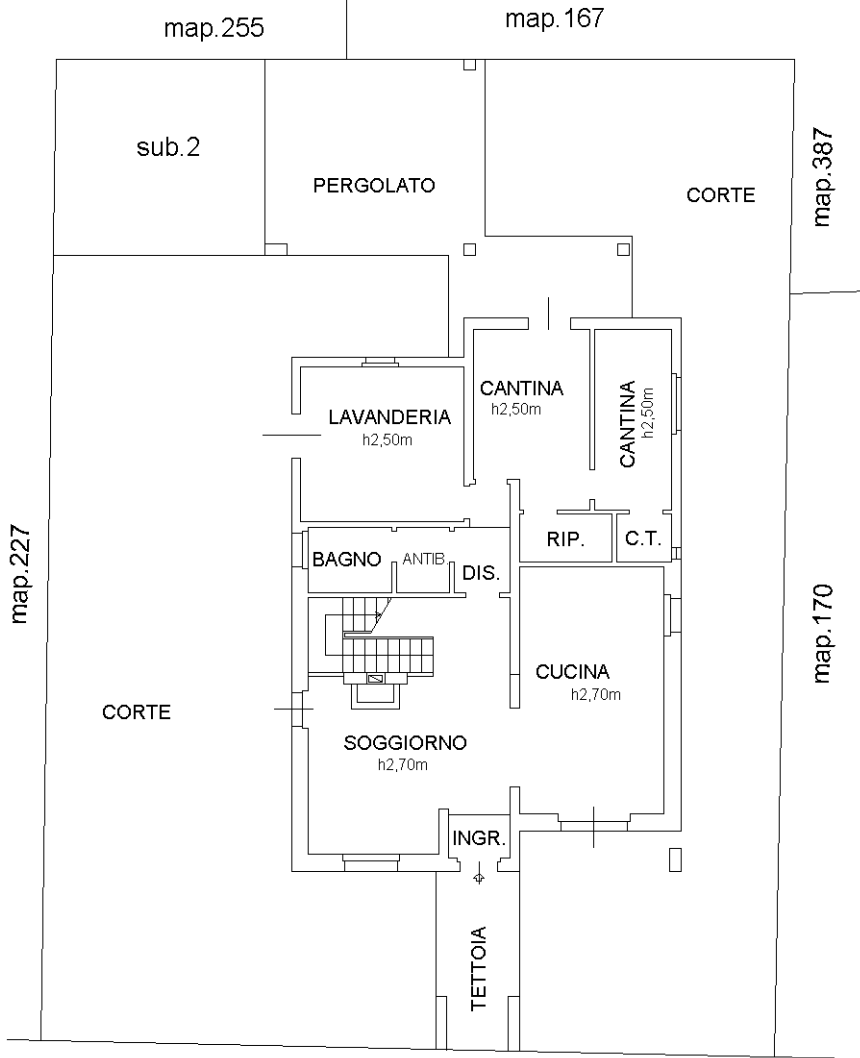 map.255
map.167
sub.2
PERGOLATO
CORTE
map.387
CANTINA
h2,50m
CANTINA
h2,50m
LAVANDERIA
h2,50m
RIP.
C.T.
BAGNO
ANTIB.
DIS.
map.227
map.170
CUCINA
h2,70m
CORTE
SOGGIORNO
h2,70m
INGR.
TETTOIA